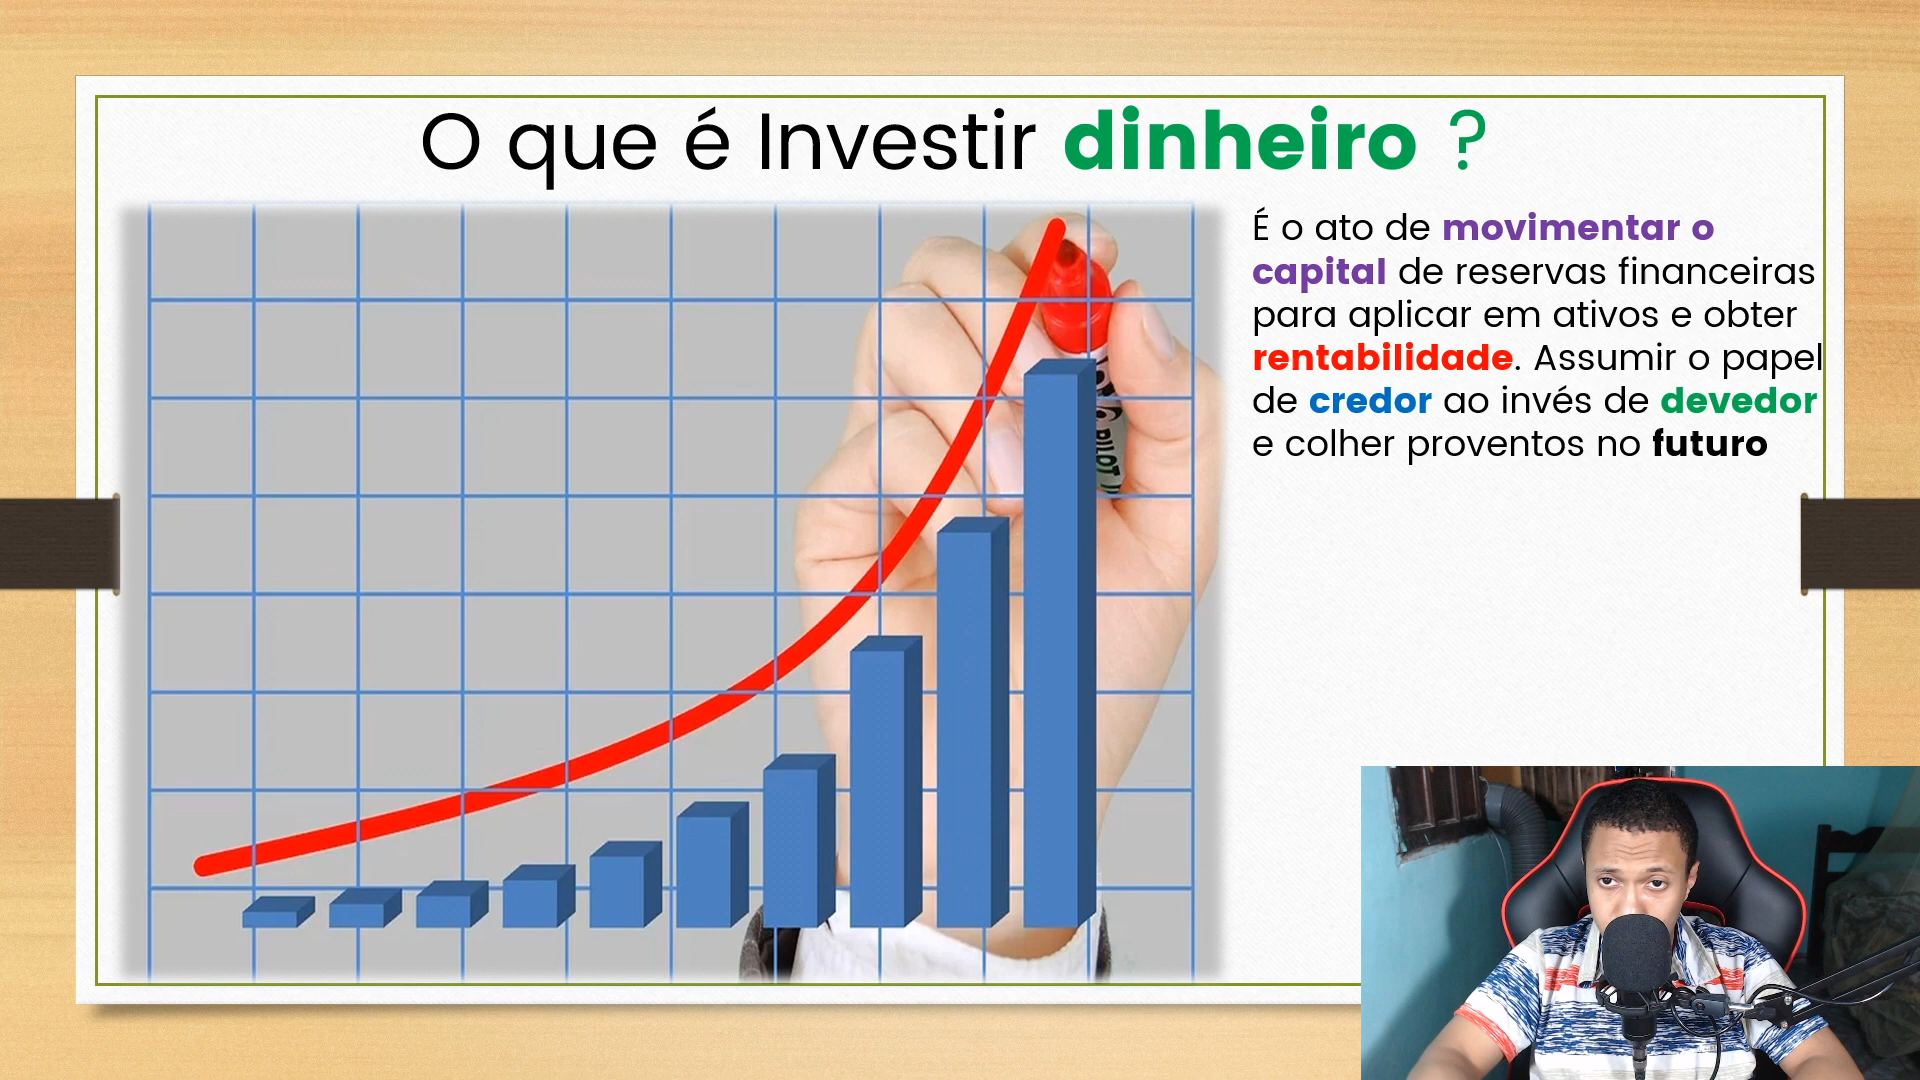 O que é Investir dinheiro ?
É o ato de movimentar o
capital de reservas financeiras
para aplicar em ativos e obter
rentabilidade. Assumir o papel
de credor ao invés de devedor
e colher proventos no futuro
PILOT